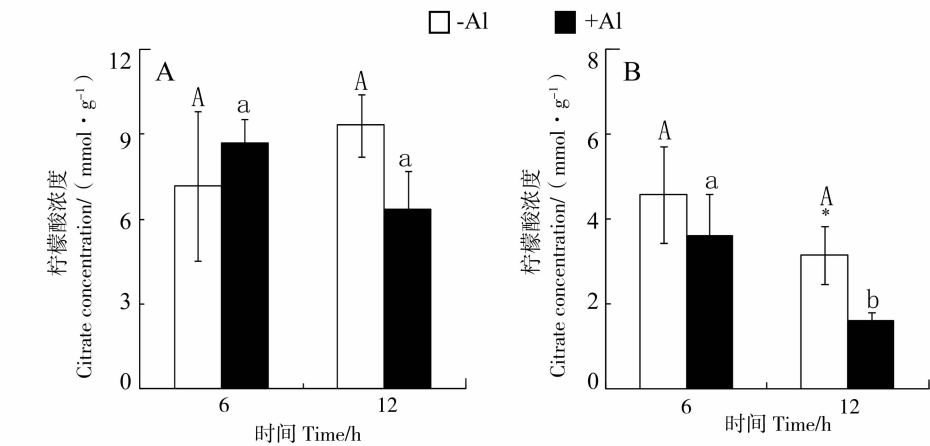 -Al +Al
A
柠檬酸浓度
Citrate concentration/（mmol·g⁻¹）
12
9
6
3
0
A a A a
6 12
时间 Time/h
B
柠檬酸浓度
Citrate concentration/（mmol·g⁻¹）
8
6
4
2
0
A a A * b
6 12
时间 Time/h